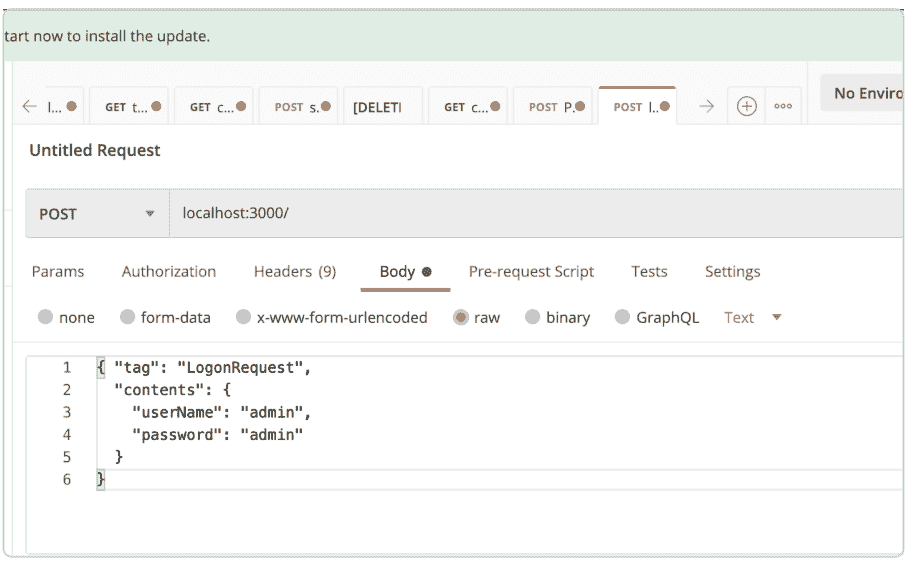 tart now to install the update.
l... GET t... GET c... POST s. [DELETI GET c... POST P. POST l.. No Enviro
Untitled Request
POST localhost:3000/
Params Authorization Headers (9) Body Pre-request Script Tests Settings
none form-data x-www-form-urlencoded raw binary GraphQL Text
1 { "tag": "LogonRequest",
2 "contents": {
3 "userName": "admin",
4 "password": "admin"
5 }
6 }